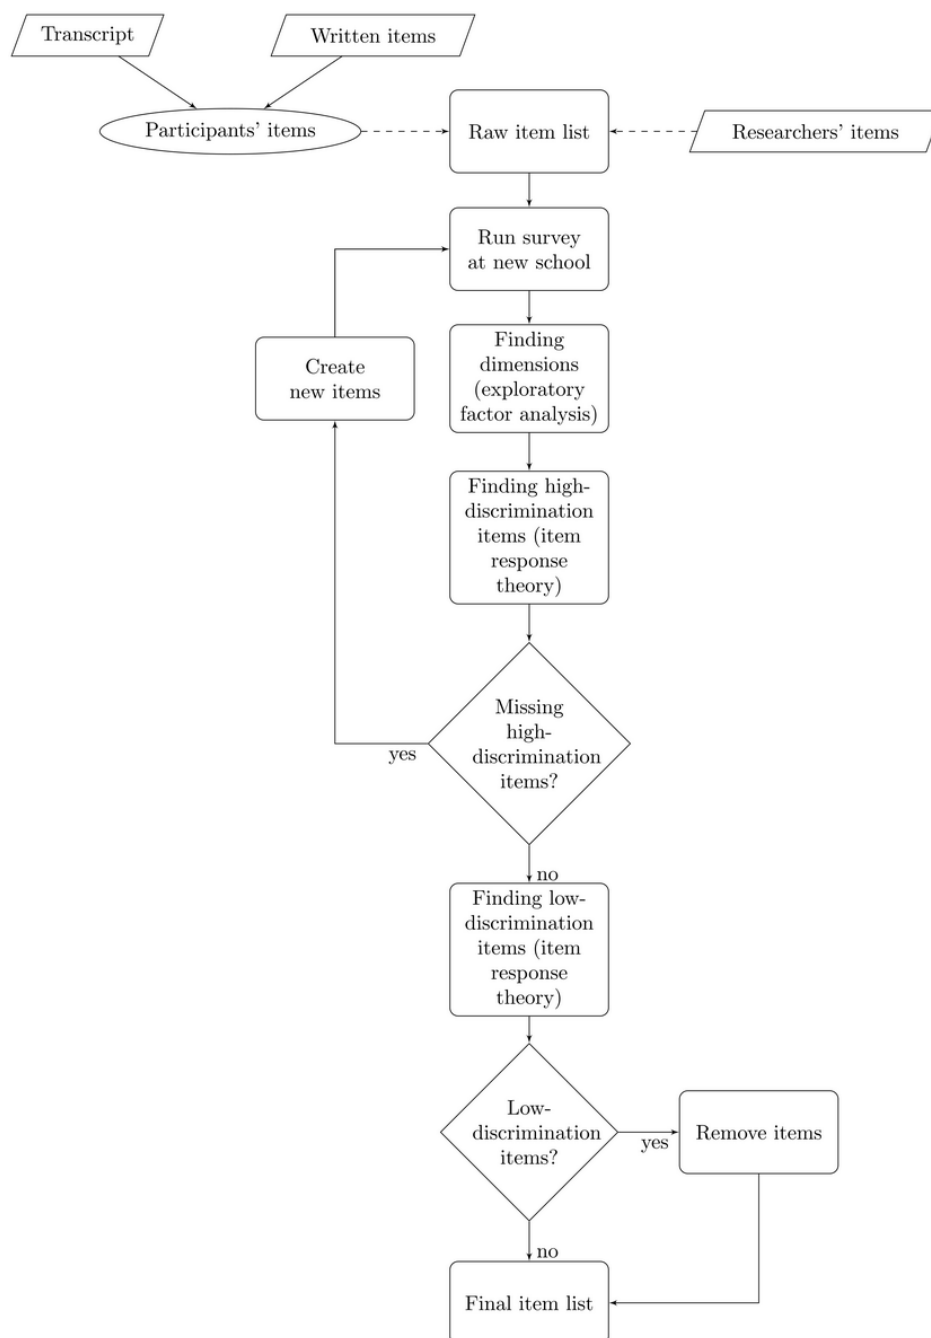 Transcript
Written items
Participants' items
Raw item list
Researchers' items
Run survey
at new school
Create
new items
Finding
dimensions
(exploratory
factor analysis)
Finding high-
discrimination
items (item
response
theory)
Missing
high-
discrimination
items?
yes
no
Finding low-
discrimination
items (item
response
theory)
Low-
discrimination
items?
yes
Remove items
no
Final item list